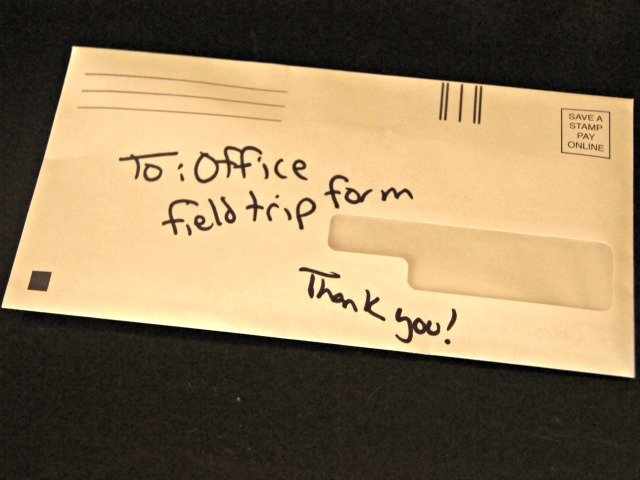 SAVE A
STAMP
PAY
ONLINE
To: Office
field trip form
Thank you!